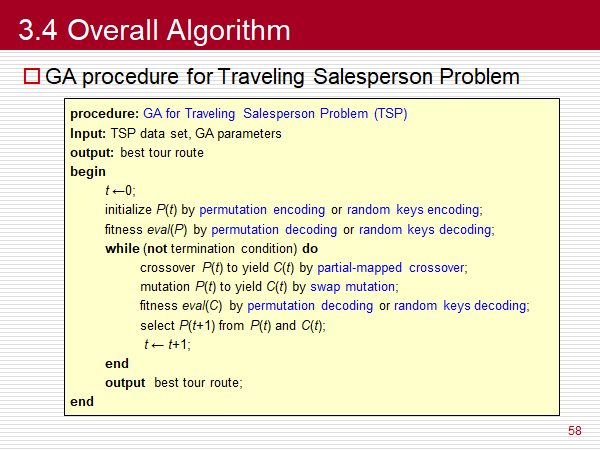 3.4 Overall Algorithm
GA procedure for Traveling Salesperson Problem
procedure: GA for Traveling Salesperson Problem (TSP)
Input: TSP data set, GA parameters
output: best tour route
begin
t ←0;
initialize P(t) by permutation encoding or random keys encoding;
fitness eval(P) by permutation decoding or random keys decoding;
while (not termination condition) do
crossover P(t) to yield C(t) by partial-mapped crossover;
mutation P(t) to yield C(t) by swap mutation;
fitness eval(C) by permutation decoding or random keys decoding;
select P(t+1) from P(t) and C(t);
t ← t+1;
end
output best tour route;
end
58